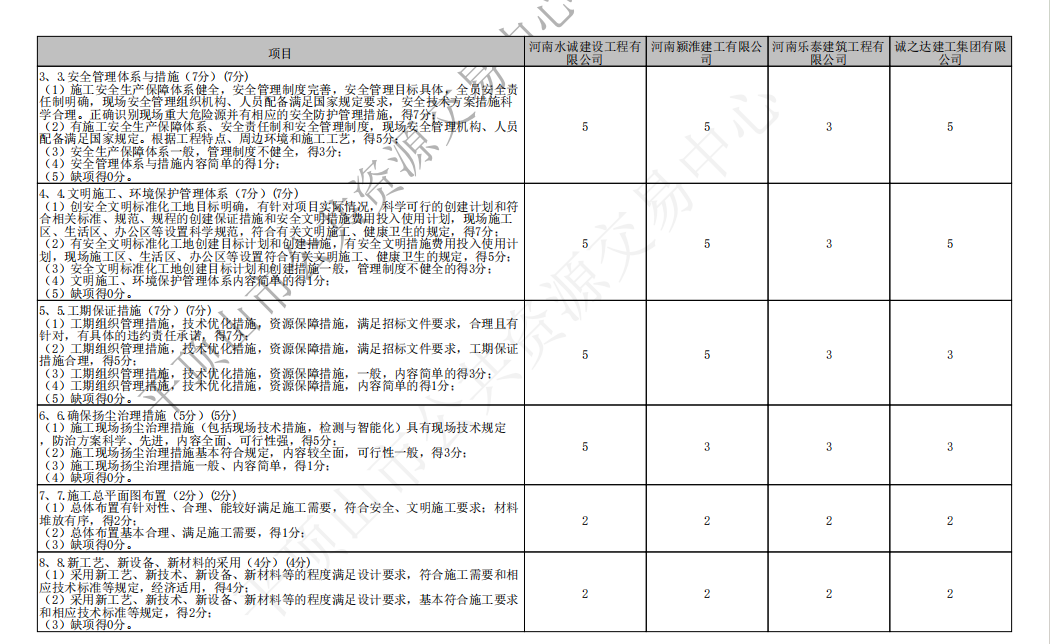 项目
河南水诚建设工程有
限公司
河南颍淮建工有限公
司
河南乐泰建筑工程有
限公司
诚之达建工集团有限
公司
3、3.安全管理体系与措施（7分）(7分)
（1）施工安全生产保障体系健全，安全管理制度完善，安全管理目标具体，全员安全责
任制明确，现场安全管理组织机构、人员配备满足国家规定要求，安全技术方案措施科
学合理。正确识别现场重大危险源并有相应的安全防护管理措施，得7分；
（2）有施工安全生产保障体系、安全责任制和安全管理制度，现场安全管理机构、人员
配备满足国家规定。根据工程特点、周边环境和施工工艺，得5分；
（3）安全生产保障体系一般，管理制度不健全，得3分；
（4）安全管理体系与措施内容简单的得1分；
（5）缺项得0分。
5
5
3
5
4、4.文明施工、环境保护管理体系（7分）(7分)
（1）创安全文明标准化工地目标明确，有针对项目实际情况，科学可行的创建计划和符
合相关标准、规范、规程的创建保证措施和安全文明措施费用投入使用计划，现场施工
区、生活区、办公区等设置科学规范，符合有关文明施工、健康卫生的规定，得7分；
（2）有安全文明标准化工地创建目标计划和创建措施，有安全文明措施费用投入使用计
划，现场施工区、生活区、办公区等设置符合有关文明施工、健康卫生的规定，得5分；
（3）安全文明标准化工地创建目标计划和创建措施一般，管理制度不健全的得3分；
（4）文明施工、环境保护管理体系内容简单的得1分；
（5）缺项得0分。
5
5
3
5
5、5.工期保证措施（7分）(7分)
（1）工期组织管理措施，技术优化措施，资源保障措施，满足招标文件要求，合理且有
针对，有具体的违约责任承诺，得7分；
（2）工期组织管理措施，技术优化措施，资源保障措施，满足招标文件要求，工期保证
措施合理，得5分；
（3）工期组织管理措施，技术优化措施，资源保障措施，一般，内容简单的得3分；
（4）工期组织管理措施，技术优化措施，资源保障措施，内容简单的得1分；
（5）缺项得0分。
5
5
3
3
6、6.确保扬尘治理措施（5分）(5分)
（1）施工现场扬尘治理措施（包括现场技术措施，检测与智能化）具有现场技术规定
，防治方案科学、先进，内容全面、可行性强，得5分；
（2）施工现场扬尘治理措施基本符合规定，内容较全面，可行性一般，得3分；
（3）施工现场扬尘治理措施一般、内容简单，得1分；
（4）缺项得0分。
5
3
3
3
7、7.施工总平面图布置（2分）(2分)
（1）总体布置有针对性、合理、能较好满足施工需要，符合安全、文明施工要求；材料
堆放有序，得2分；
（2）总体布置基本合理、满足施工需要，得1分；
（3）缺项得0分。
2
2
2
2
8、8.新工艺、新设备、新材料的采用（4分）(4分)
（1）采用新工艺、新技术、新设备、新材料等的程度满足设计要求，符合施工需要和相
应技术标准等规定，经济适用，得4分；
（2）采用新工艺、新技术、新设备、新材料等的程度满足设计要求，基本符合施工要求
和相应技术标准等规定，得2分；
（3）缺项得0分。
2
2
2
2
平顶山市公共资源交易中心
平顶山市公共资源交易中心